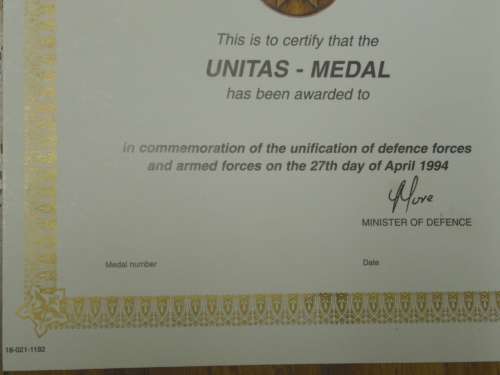 This is to certify that the
UNITAS - MEDAL
has been awarded to
in commemoration of the unification of defence forces
and armed forces on the 27th day of April 1994
MINISTER OF DEFENCE
Medal number
Date
18-021-1182